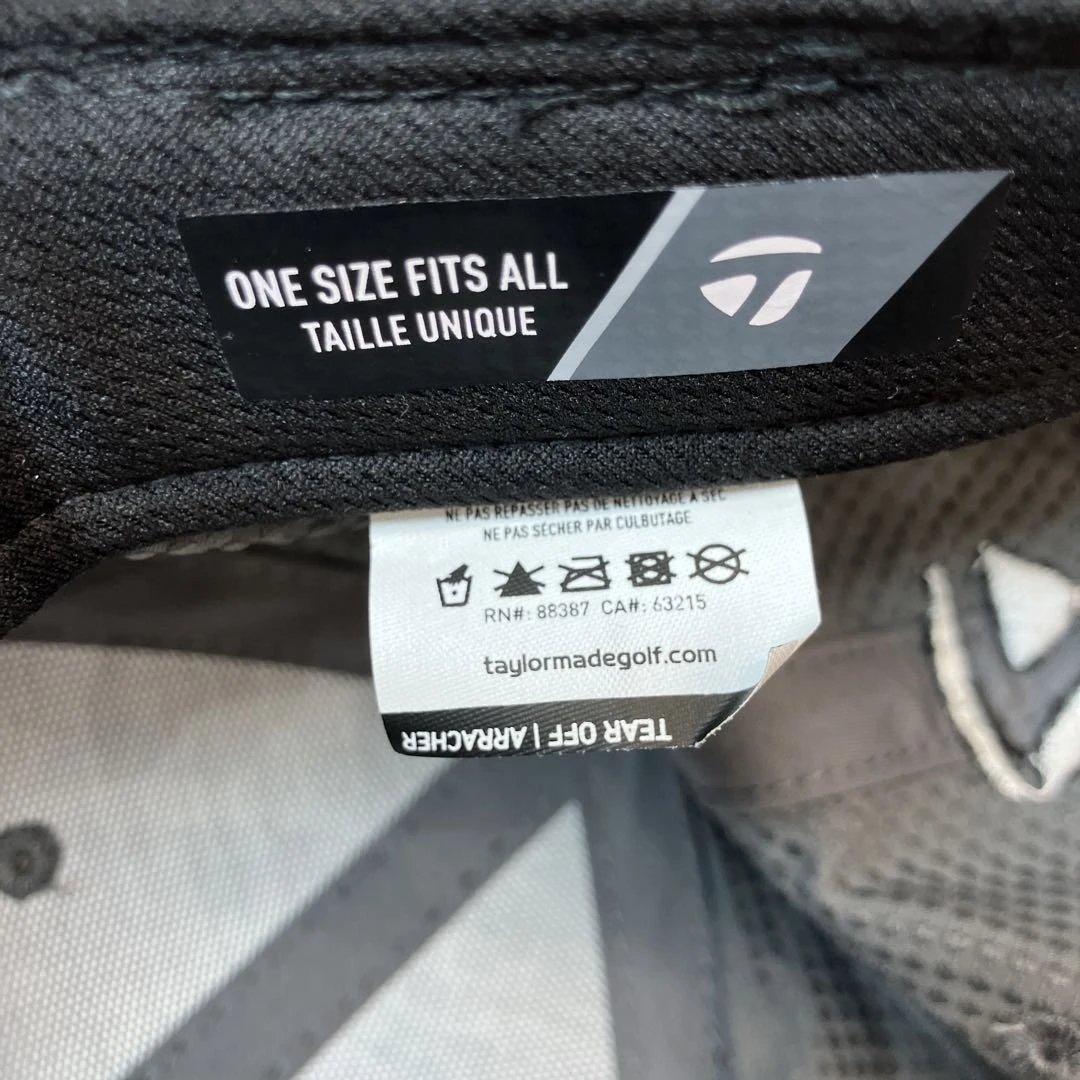 ONE SIZE FITS ALL
TAILLE UNIQUE
NE PAS REPASSER PAS DE NETTOYAGE A SEC
NE PAS SÉCHER PAR CULBUTAGE
RN#: 88387 CA#: 63215
taylormadegolf.com
TEAR OFF | ARRACHER